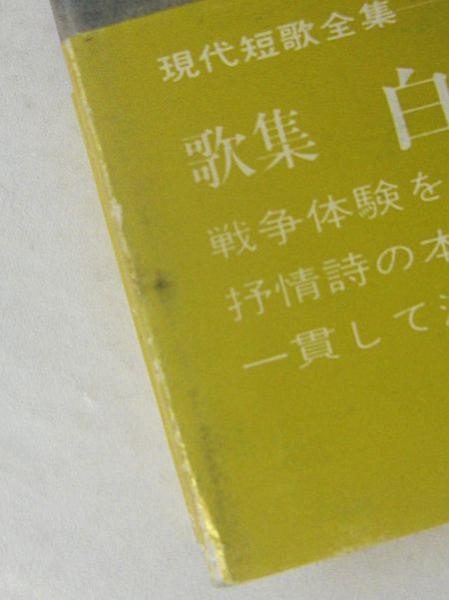 現代短歌全集
歌集 白
戦争体験を
抒情詩の本
一貫して